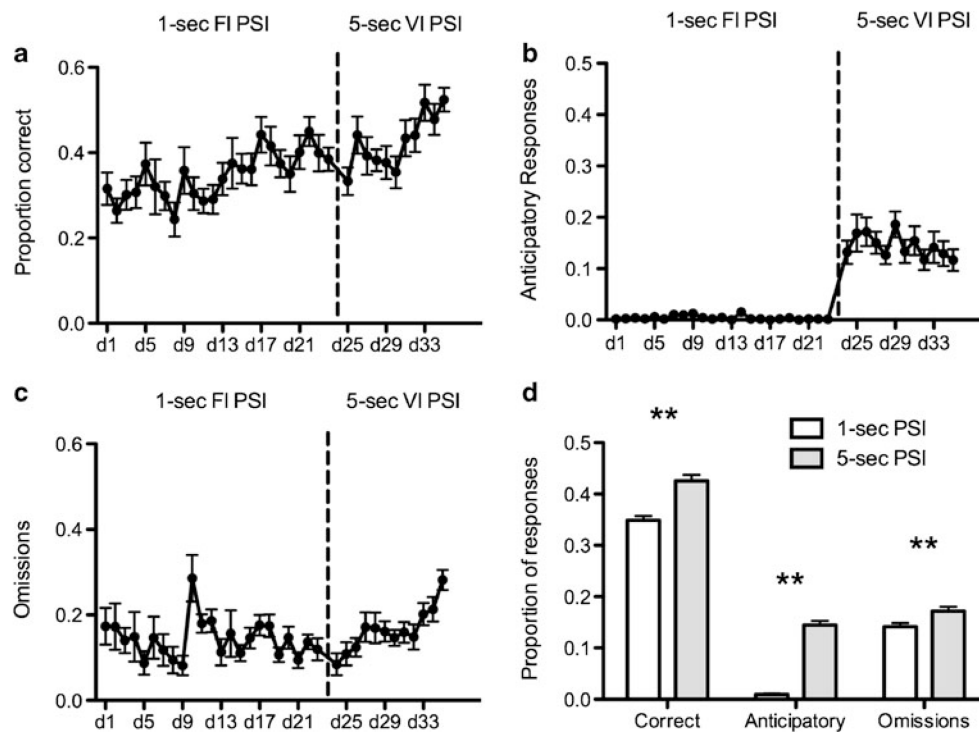 a
1-sec FI PSI
5-sec VI PSI
Proportion correct
0.6
0.4
0.2
0.0
d1 d5 d9 d13 d17 d21 d25 d29 d33
b
1-sec FI PSI
5-sec VI PSI
Anticipatory Responses
0.5
0.4
0.3
0.2
0.1
0.0
d1 d5 d9 d13 d17 d21 d25 d29 d33
c
1-sec FI PSI
5-sec VI PSI
Omissions
0.6
0.4
0.2
0.0
d1 d5 d9 d13 d17 d21 d25 d29 d33
d
**
1-sec PSI
5-sec PSI
**
**
Proportion of responses
0.5
0.4
0.3
0.2
0.1
0.0
Correct Anticipatory Omissions